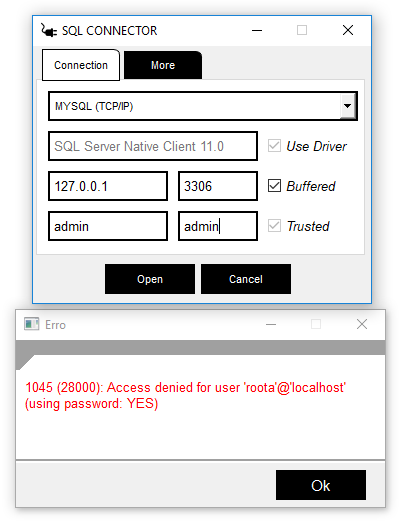 SQL CONNECTOR
Connection More
MYSQL (TCP/IP)
SQL Server Native Client 11.0 Use Driver
127.0.0.1 3306 Buffered
admin admin Trusted
Open Cancel
Erro
1045 (28000): Access denied for user 'roota'@'localhost'
(using password: YES)
Ok